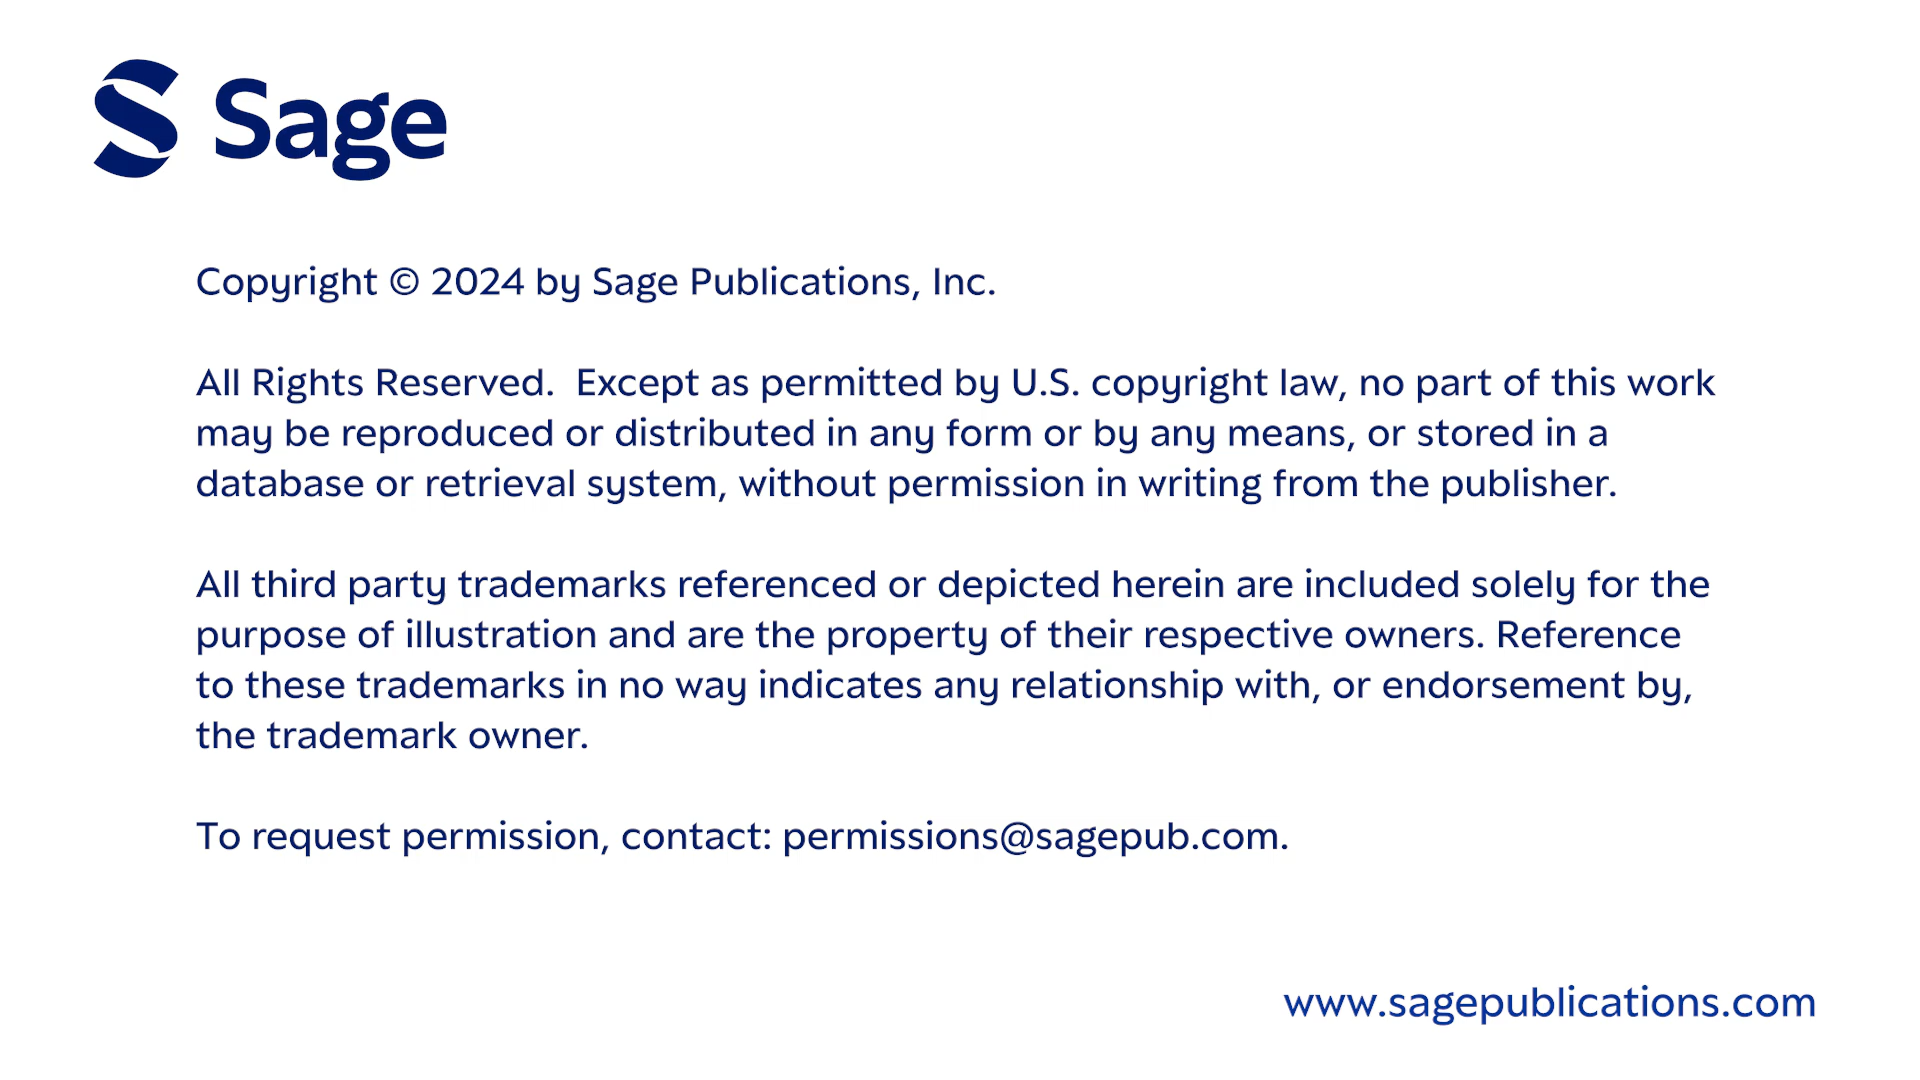 Sage
Copyright © 2024 by Sage Publications, Inc.
All Rights Reserved.  Except as permitted by U.S. copyright law, no part of this work
may be reproduced or distributed in any form or by any means, or stored in a
database or retrieval system, without permission in writing from the publisher.
All third party trademarks referenced or depicted herein are included solely for the
purpose of illustration and are the property of their respective owners. Reference
to these trademarks in no way indicates any relationship with, or endorsement by,
the trademark owner.
To request permission, contact: permissions@sagepub.com.
www.sagepublications.com